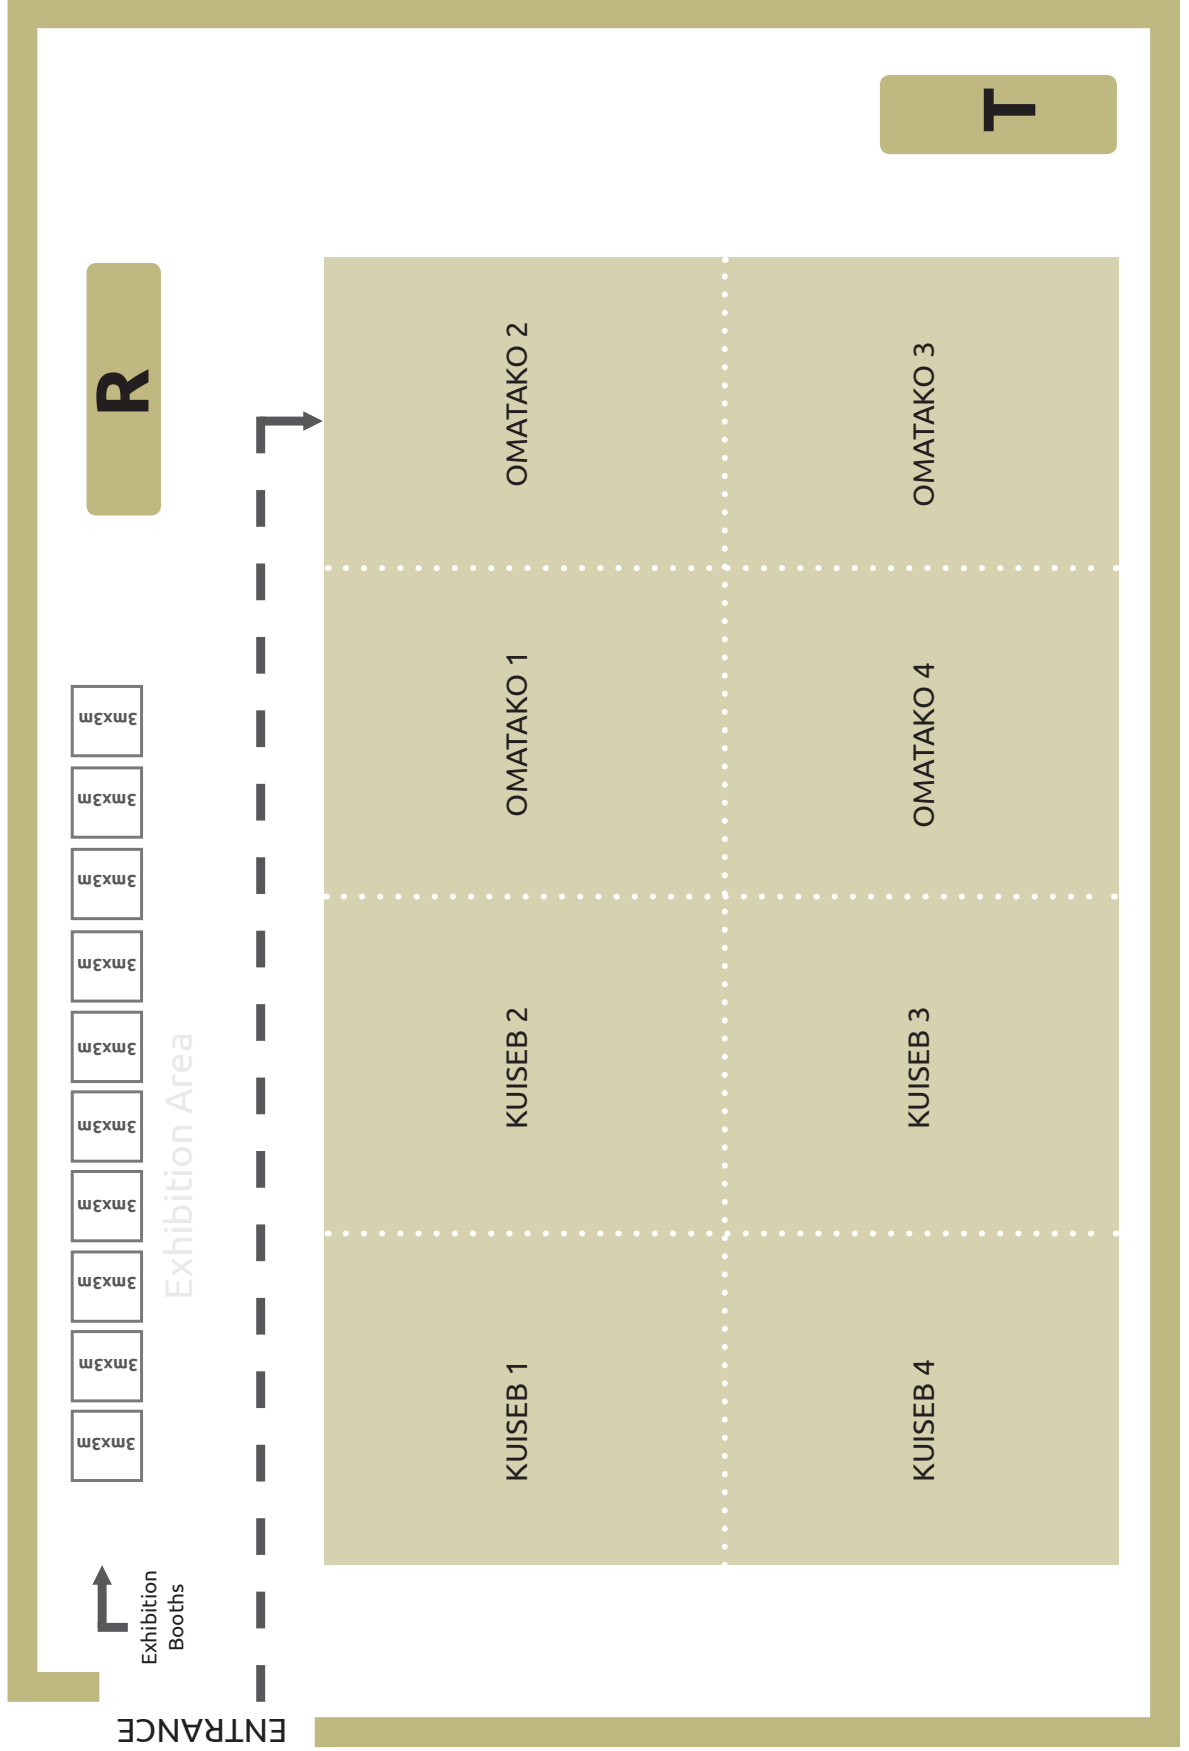 T
R
OMATAKO 2
OMATAKO 3
OMATAKO 1
OMATAKO 4
KUISEB 2
KUISEB 3
KUISEB 1
KUISEB 4
3mx3m
3mx3m
3mx3m
3mx3m
3mx3m
3mx3m
3mx3m
3mx3m
3mx3m
3mx3m
Exhibition Area
Exhibition
Booths
ENTRANCE